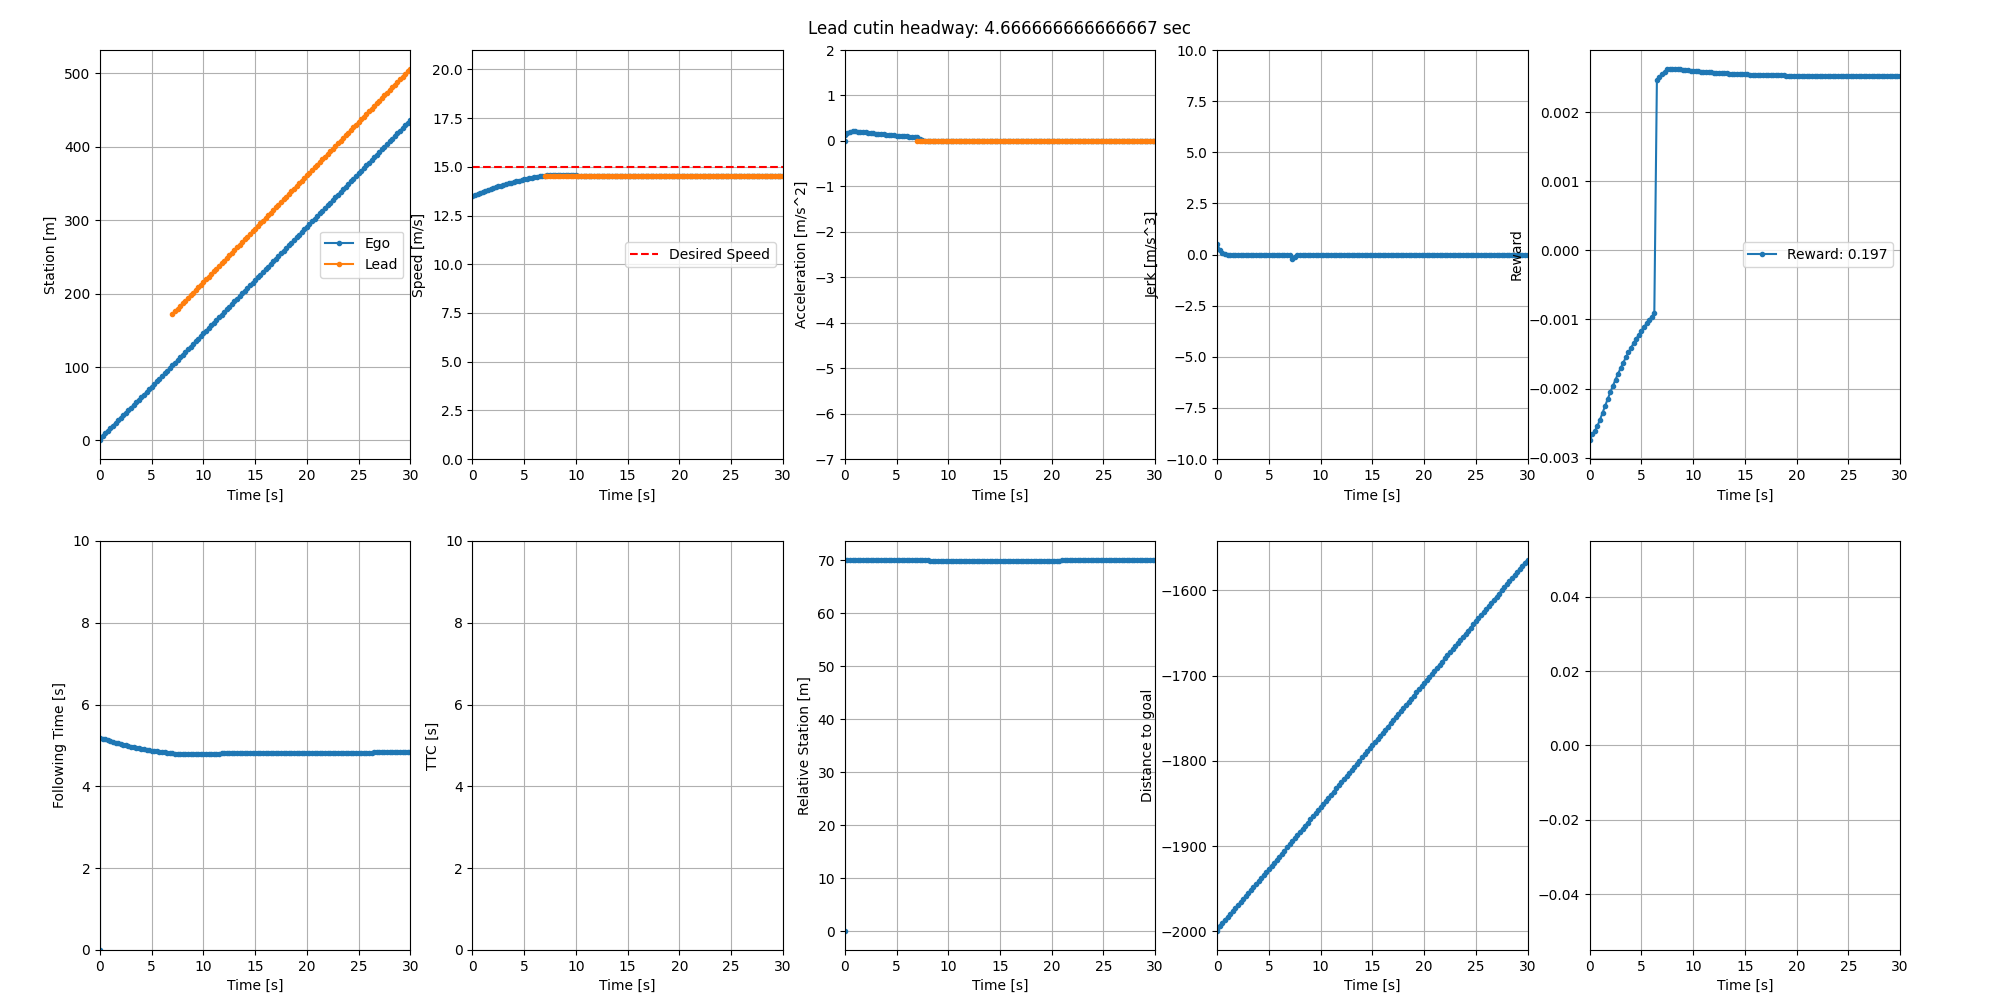 Lead cutin headway: 4.666666666666667 sec
Station [m]
500
400
300
200
100
0
0 5 10 15 20 25 30
Time [s]
Ego
Lead
Speed [m/s]
20.0
17.5
15.0
12.5
10.0
7.5
5.0
2.5
0.0
0 5 10 15 20 25 30
Time [s]
Desired Speed
Acceleration [m/s^2]
2
1
0
−1
−2
−3
−4
−5
−6
−7
0 5 10 15 20 25 30
Time [s]
Jerk [m/s^3]
10.0
7.5
5.0
2.5
0.0
−2.5
−5.0
−7.5
−10.0
0 5 10 15 20 25 30
Time [s]
Reward
0.002
0.001
0.000
−0.001
−0.002
−0.003
0 5 10 15 20 25 30
Time [s]
Reward: 0.197
Following Time [s]
10
8
6
4
2
0
0 5 10 15 20 25 30
Time [s]
TTC [s]
10
8
6
4
2
0
0 5 10 15 20 25 30
Time [s]
Relative Station [m]
70
60
50
40
30
20
10
0
0 5 10 15 20 25 30
Time [s]
Distance to goal
−1600
−1700
−1800
−1900
−2000
0 5 10 15 20 25 30
Time [s]
0.04
0.02
0.00
−0.02
−0.04
0 5 10 15 20 25 30
Time [s]